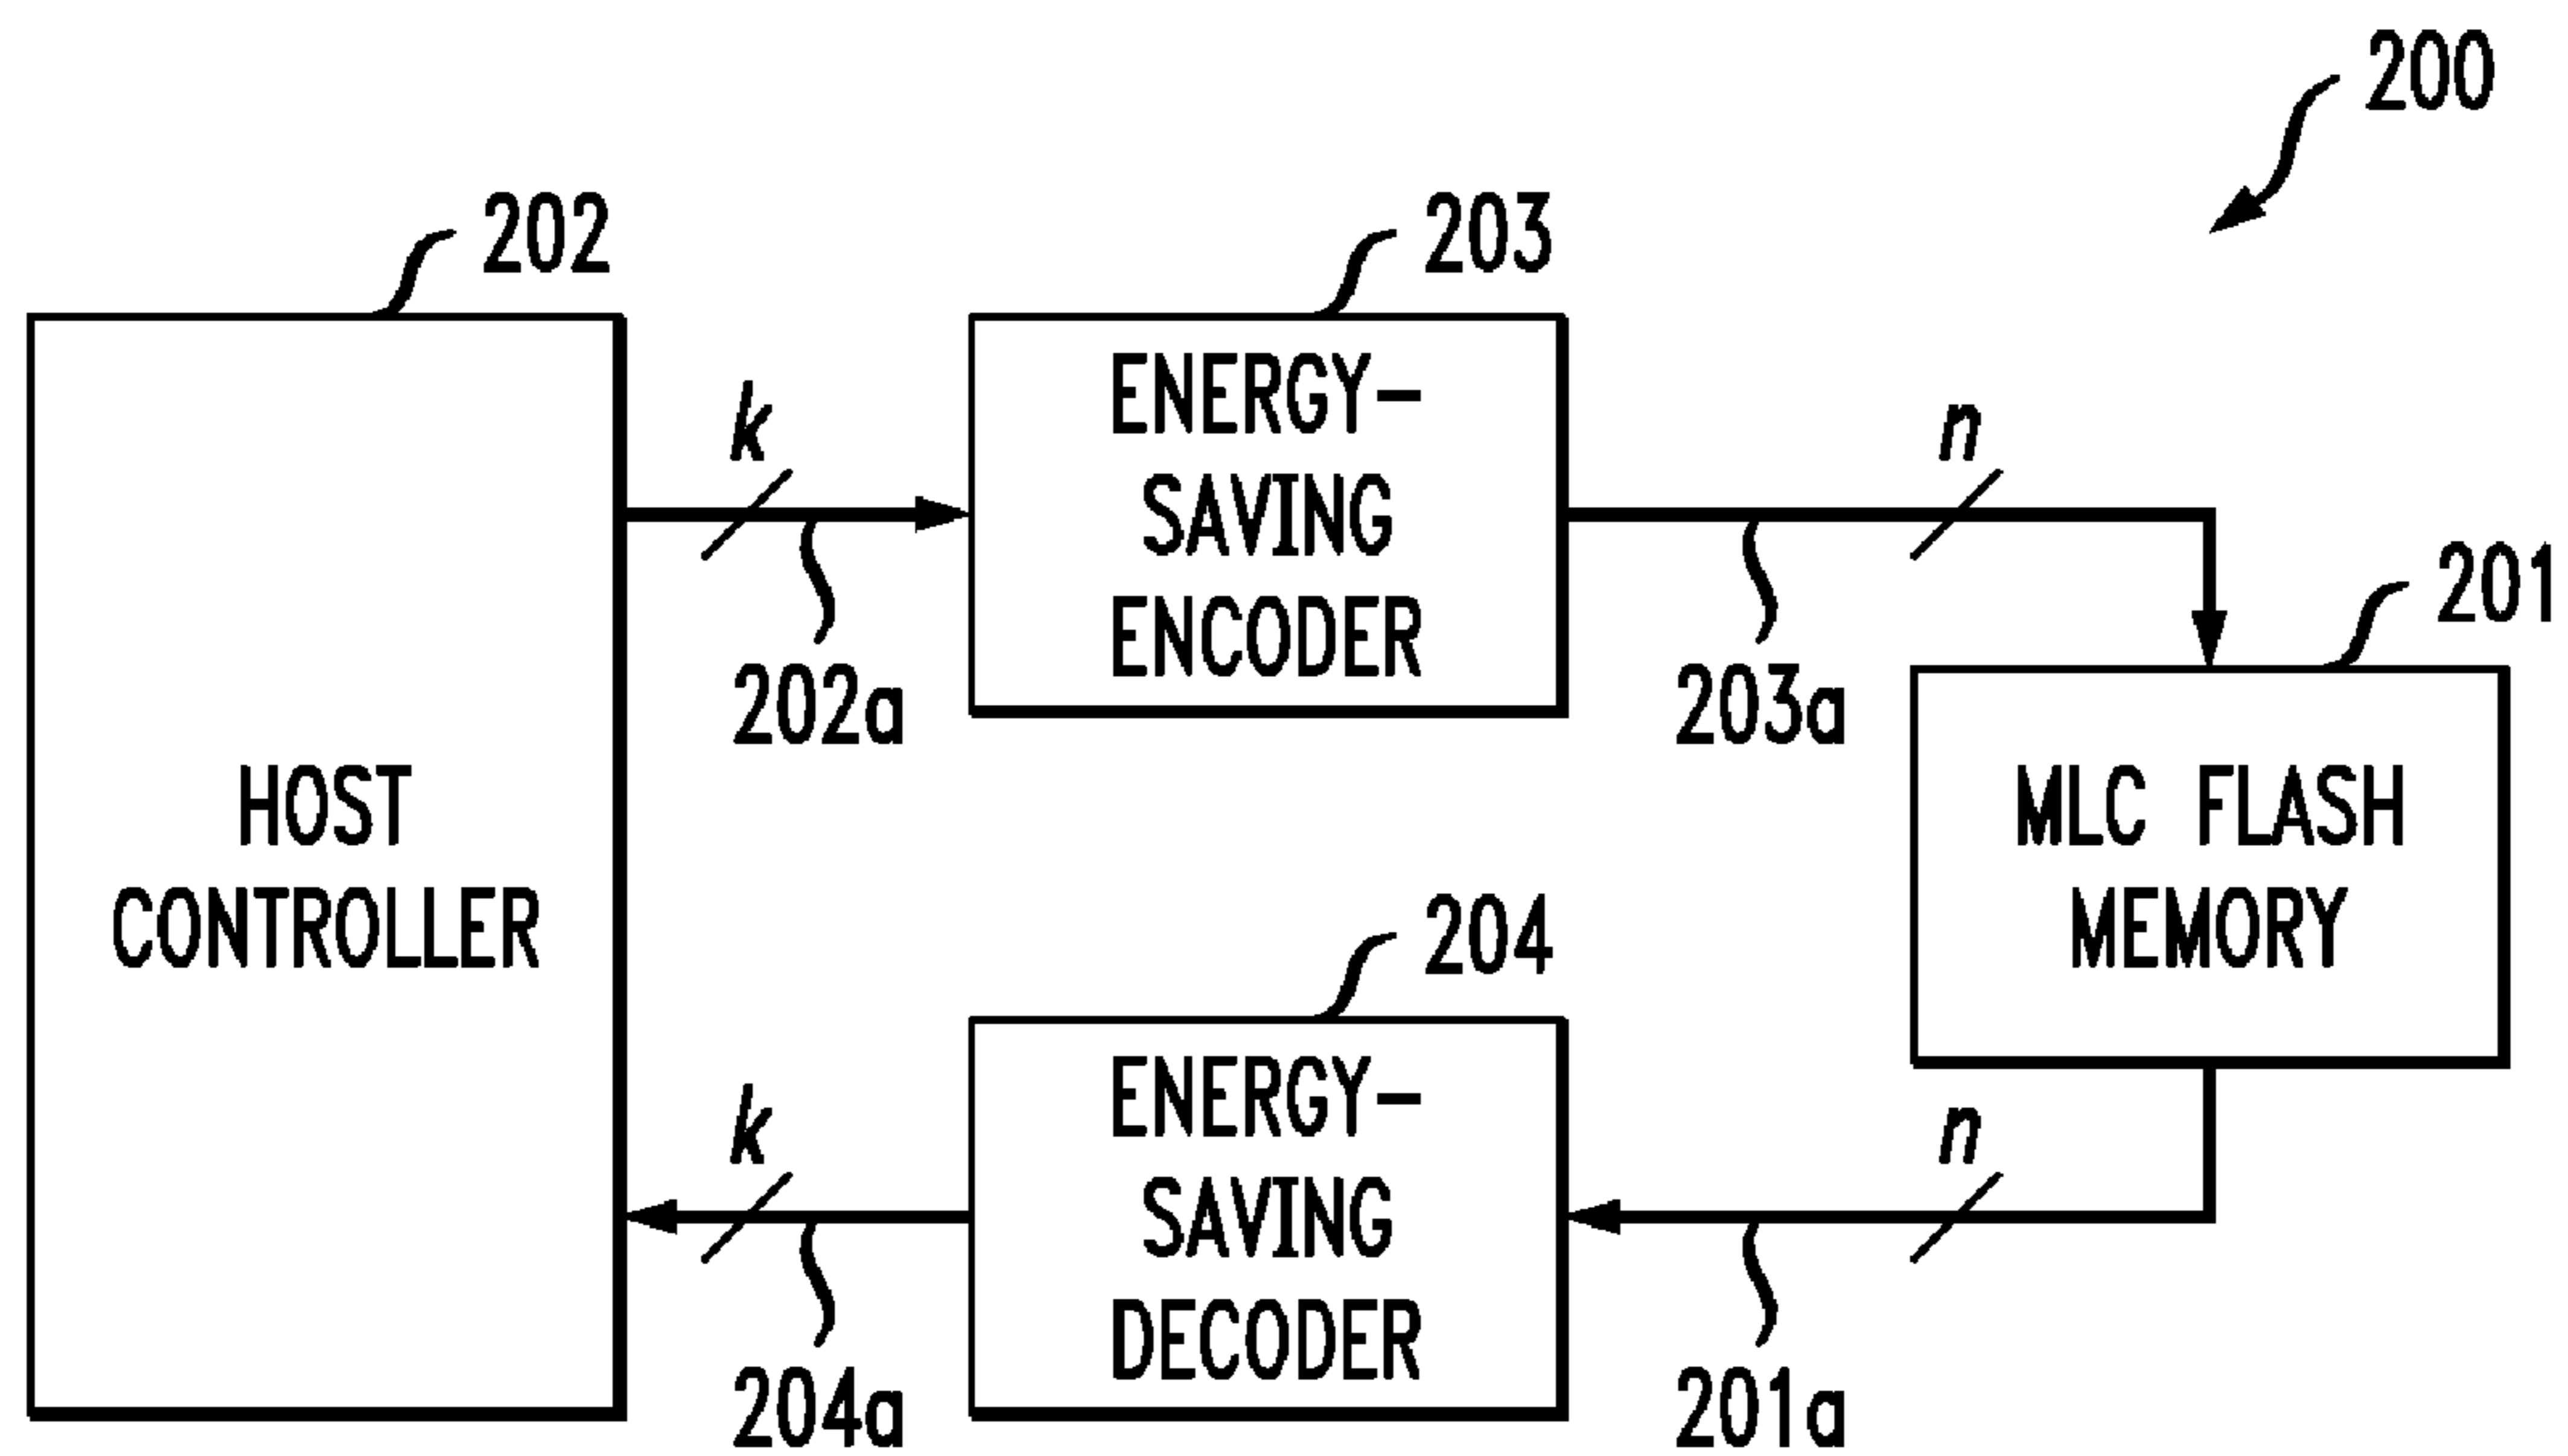 200
202
203
k
ENERGY-
SAVING
ENCODER
n
201
202a
203a
HOST
CONTROLLER
MLC FLASH
MEMORY
204
k
ENERGY-
SAVING
DECODER
n
204a
201a